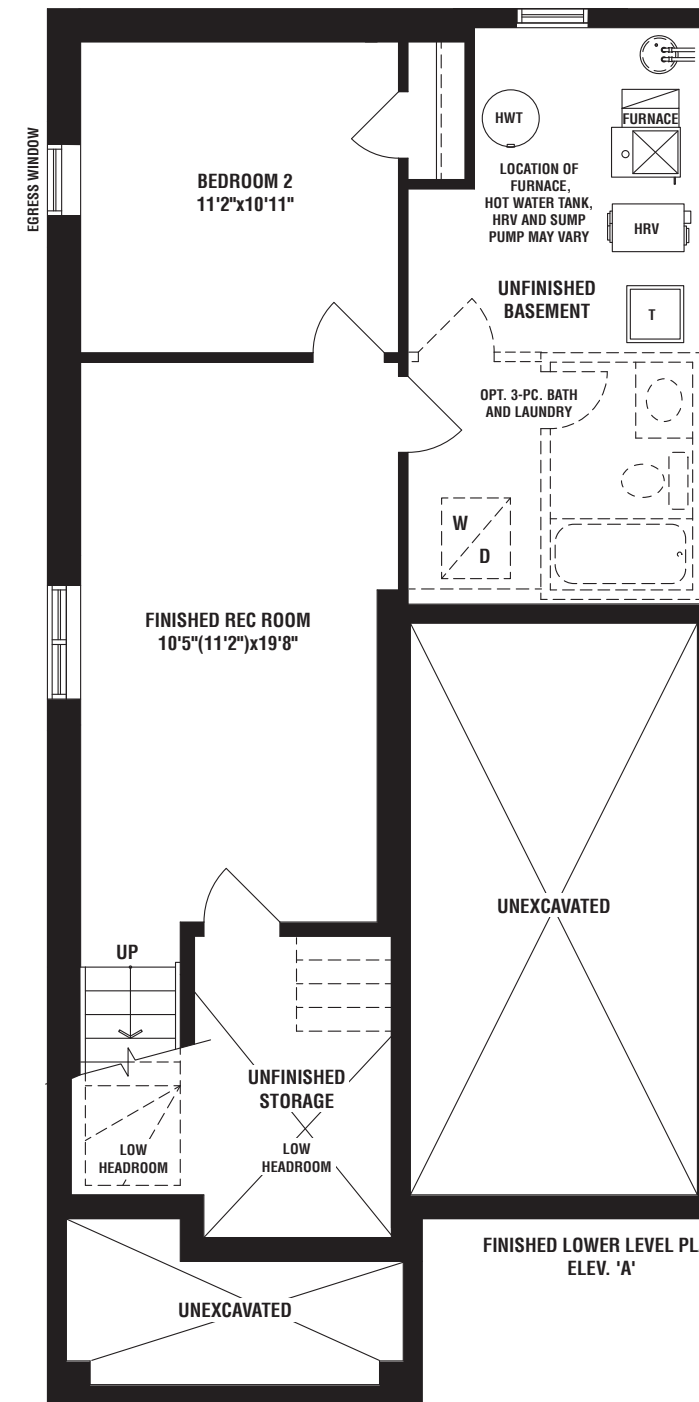 EGRESS WINDOW
BEDROOM 2
11'2"x10'11"
HWT
FURNACE
LOCATION OF
FURNACE,
HOT WATER TANK,
HRV AND SUMP
PUMP MAY VARY
HRV
UNFINISHED
BASEMENT
T
OPT. 3-PC. BATH
AND LAUNDRY
W
D
FINISHED REC ROOM
10'5"(11'2")x19'8"
UNEXCAVATED
UP
UNFINISHED
STORAGE
LOW
HEADROOM
LOW
HEADROOM
FINISHED LOWER LEVEL PL
ELEV. 'A'
UNEXCAVATED